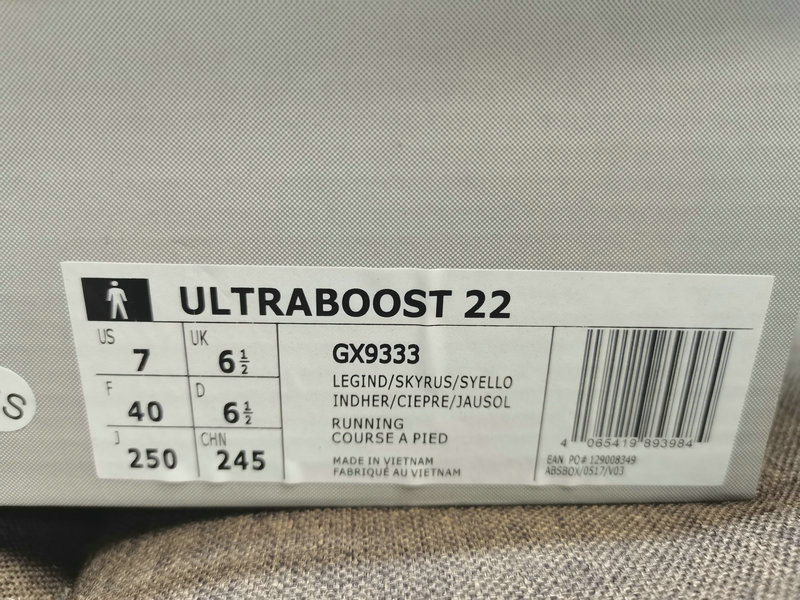 ULTRABOOST 22
US 7 UK 6 1/2
F 40 D 6 1/2
J 250 CHN 245
GX9333
LEGIND/SKYRUS/SYELLO
INDHER/CIEPRE/JAUSOL
RUNNING
COURSE A PIED
MADE IN VIETNAM
FABRIQUÉ AU VIETNAM
4 065419 893984
EAN PO# 129008349
ABSBOX/0517/V03